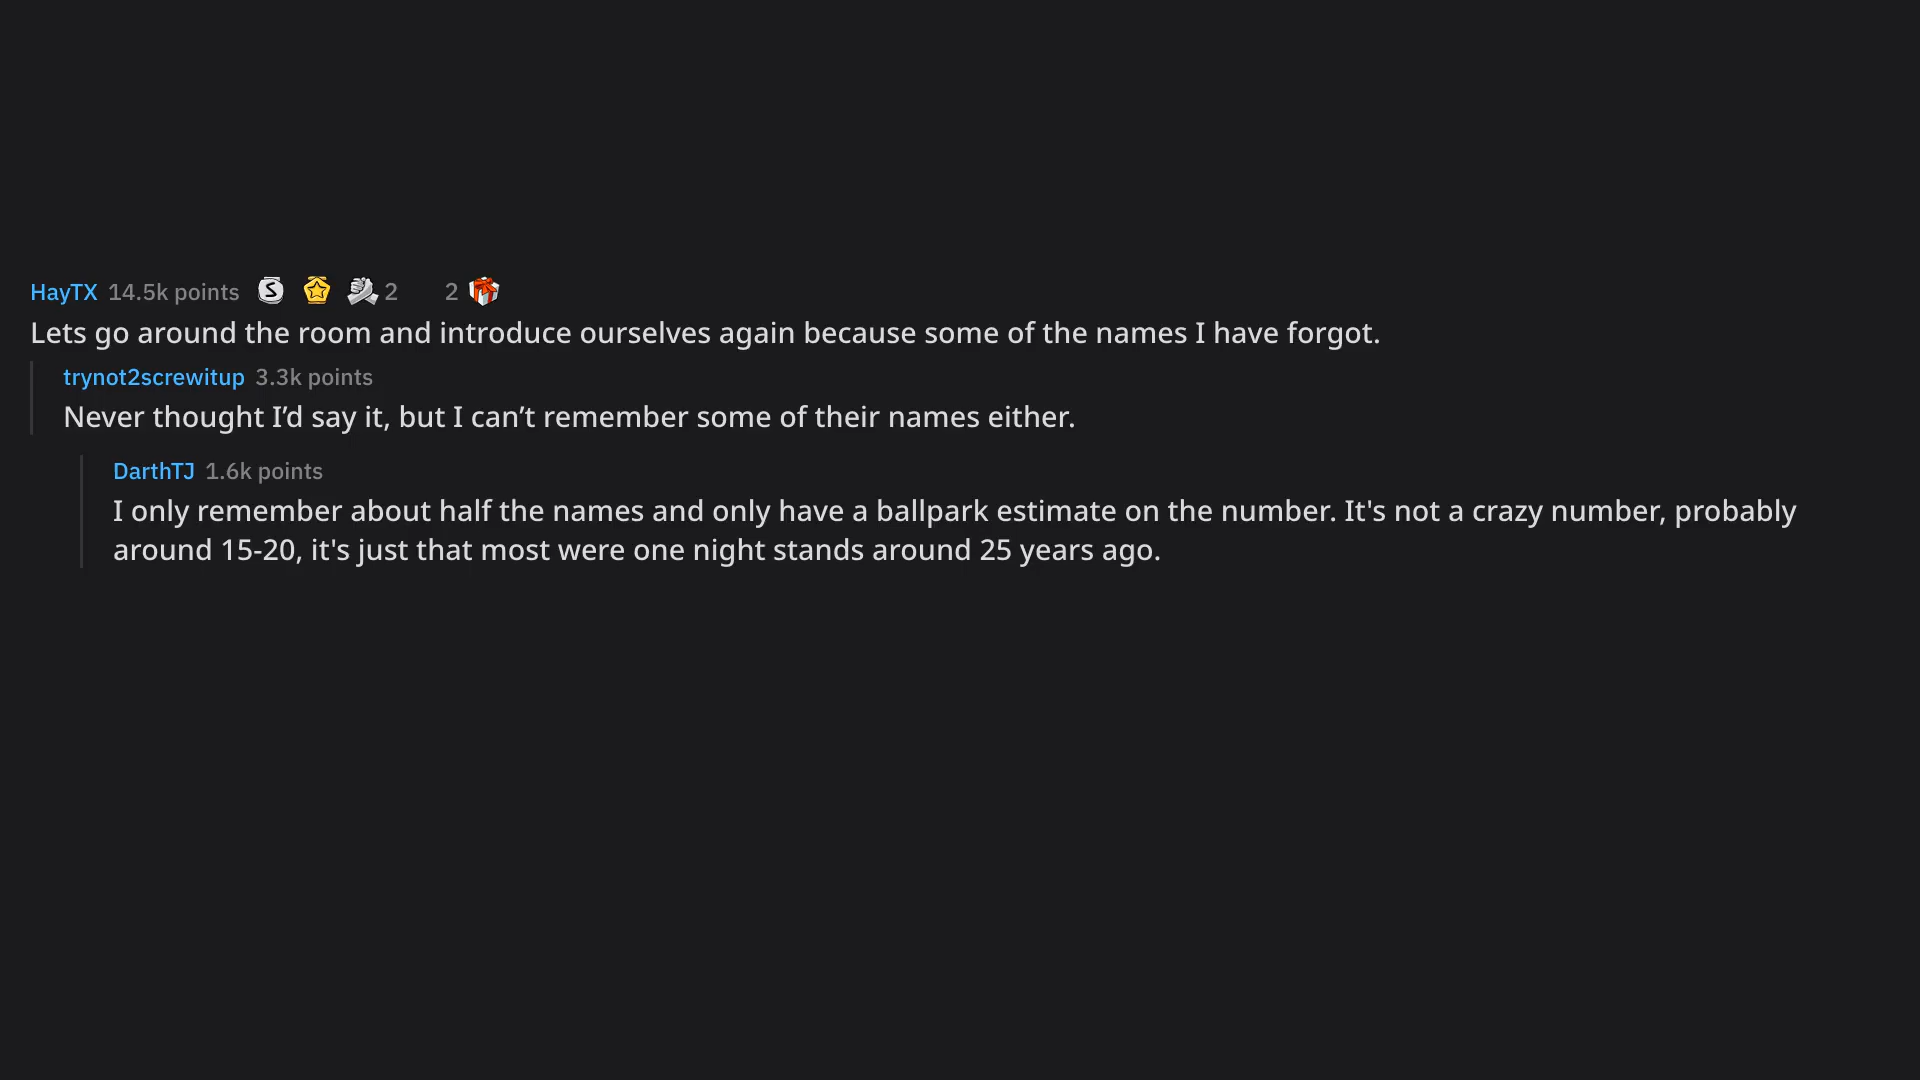 HayTX 14.5k points S 2 2
Lets go around the room and introduce ourselves again because some of the names I have forgot.
trynot2screwitup 3.3k points
Never thought I’d say it, but I can’t remember some of their names either.
DarthTJ 1.6k points
I only remember about half the names and only have a ballpark estimate on the number. It's not a crazy number, probably
around 15-20, it's just that most were one night stands around 25 years ago.